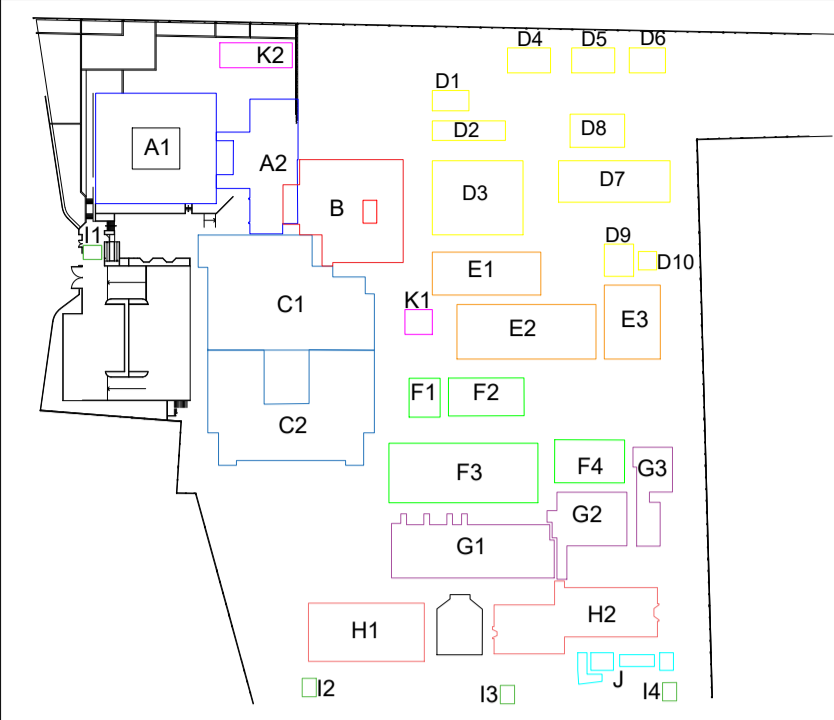 D4 D5 D6
K2
D1
D2 D8
A1 A2
D3 D7
B
I1 D9
E1 D10
C1 K1
E2 E3
F1 F2
C2
F3 F4 G3
G2
G1
H1 H2
J
I2 I3 I4